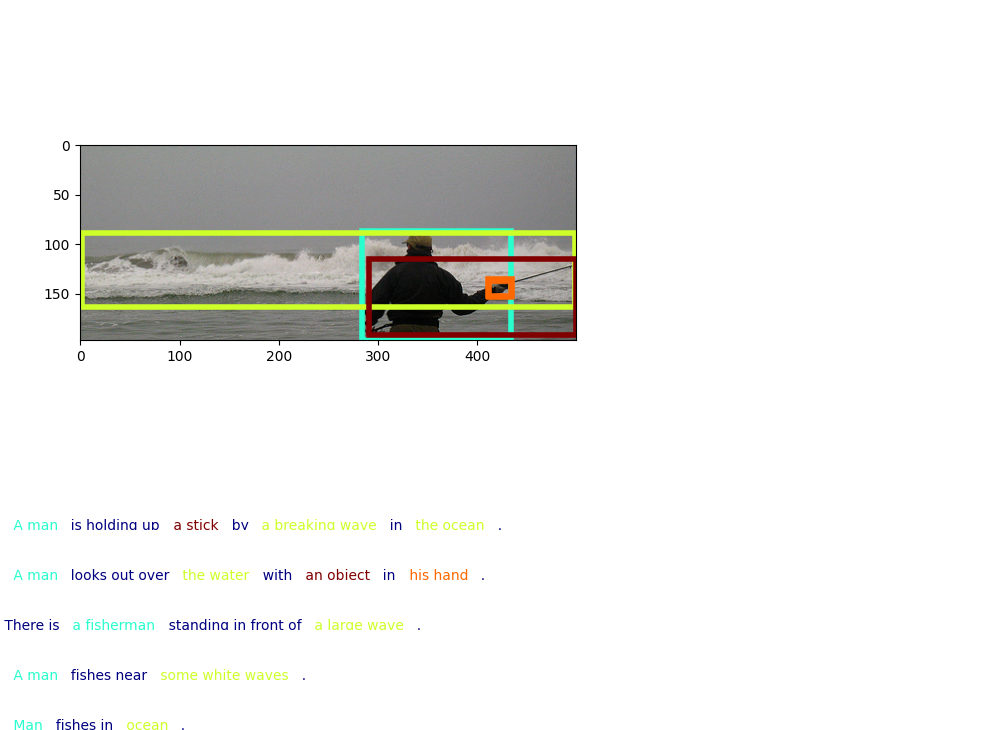 0
50
100
150
0 100 200 300 400
A man is holding up a stick by a breaking wave in the ocean .
A man looks out over the water with an object in his hand .
There is a fisherman standing in front of a large wave .
A man fishes near some white waves .
Man fishes in ocean .